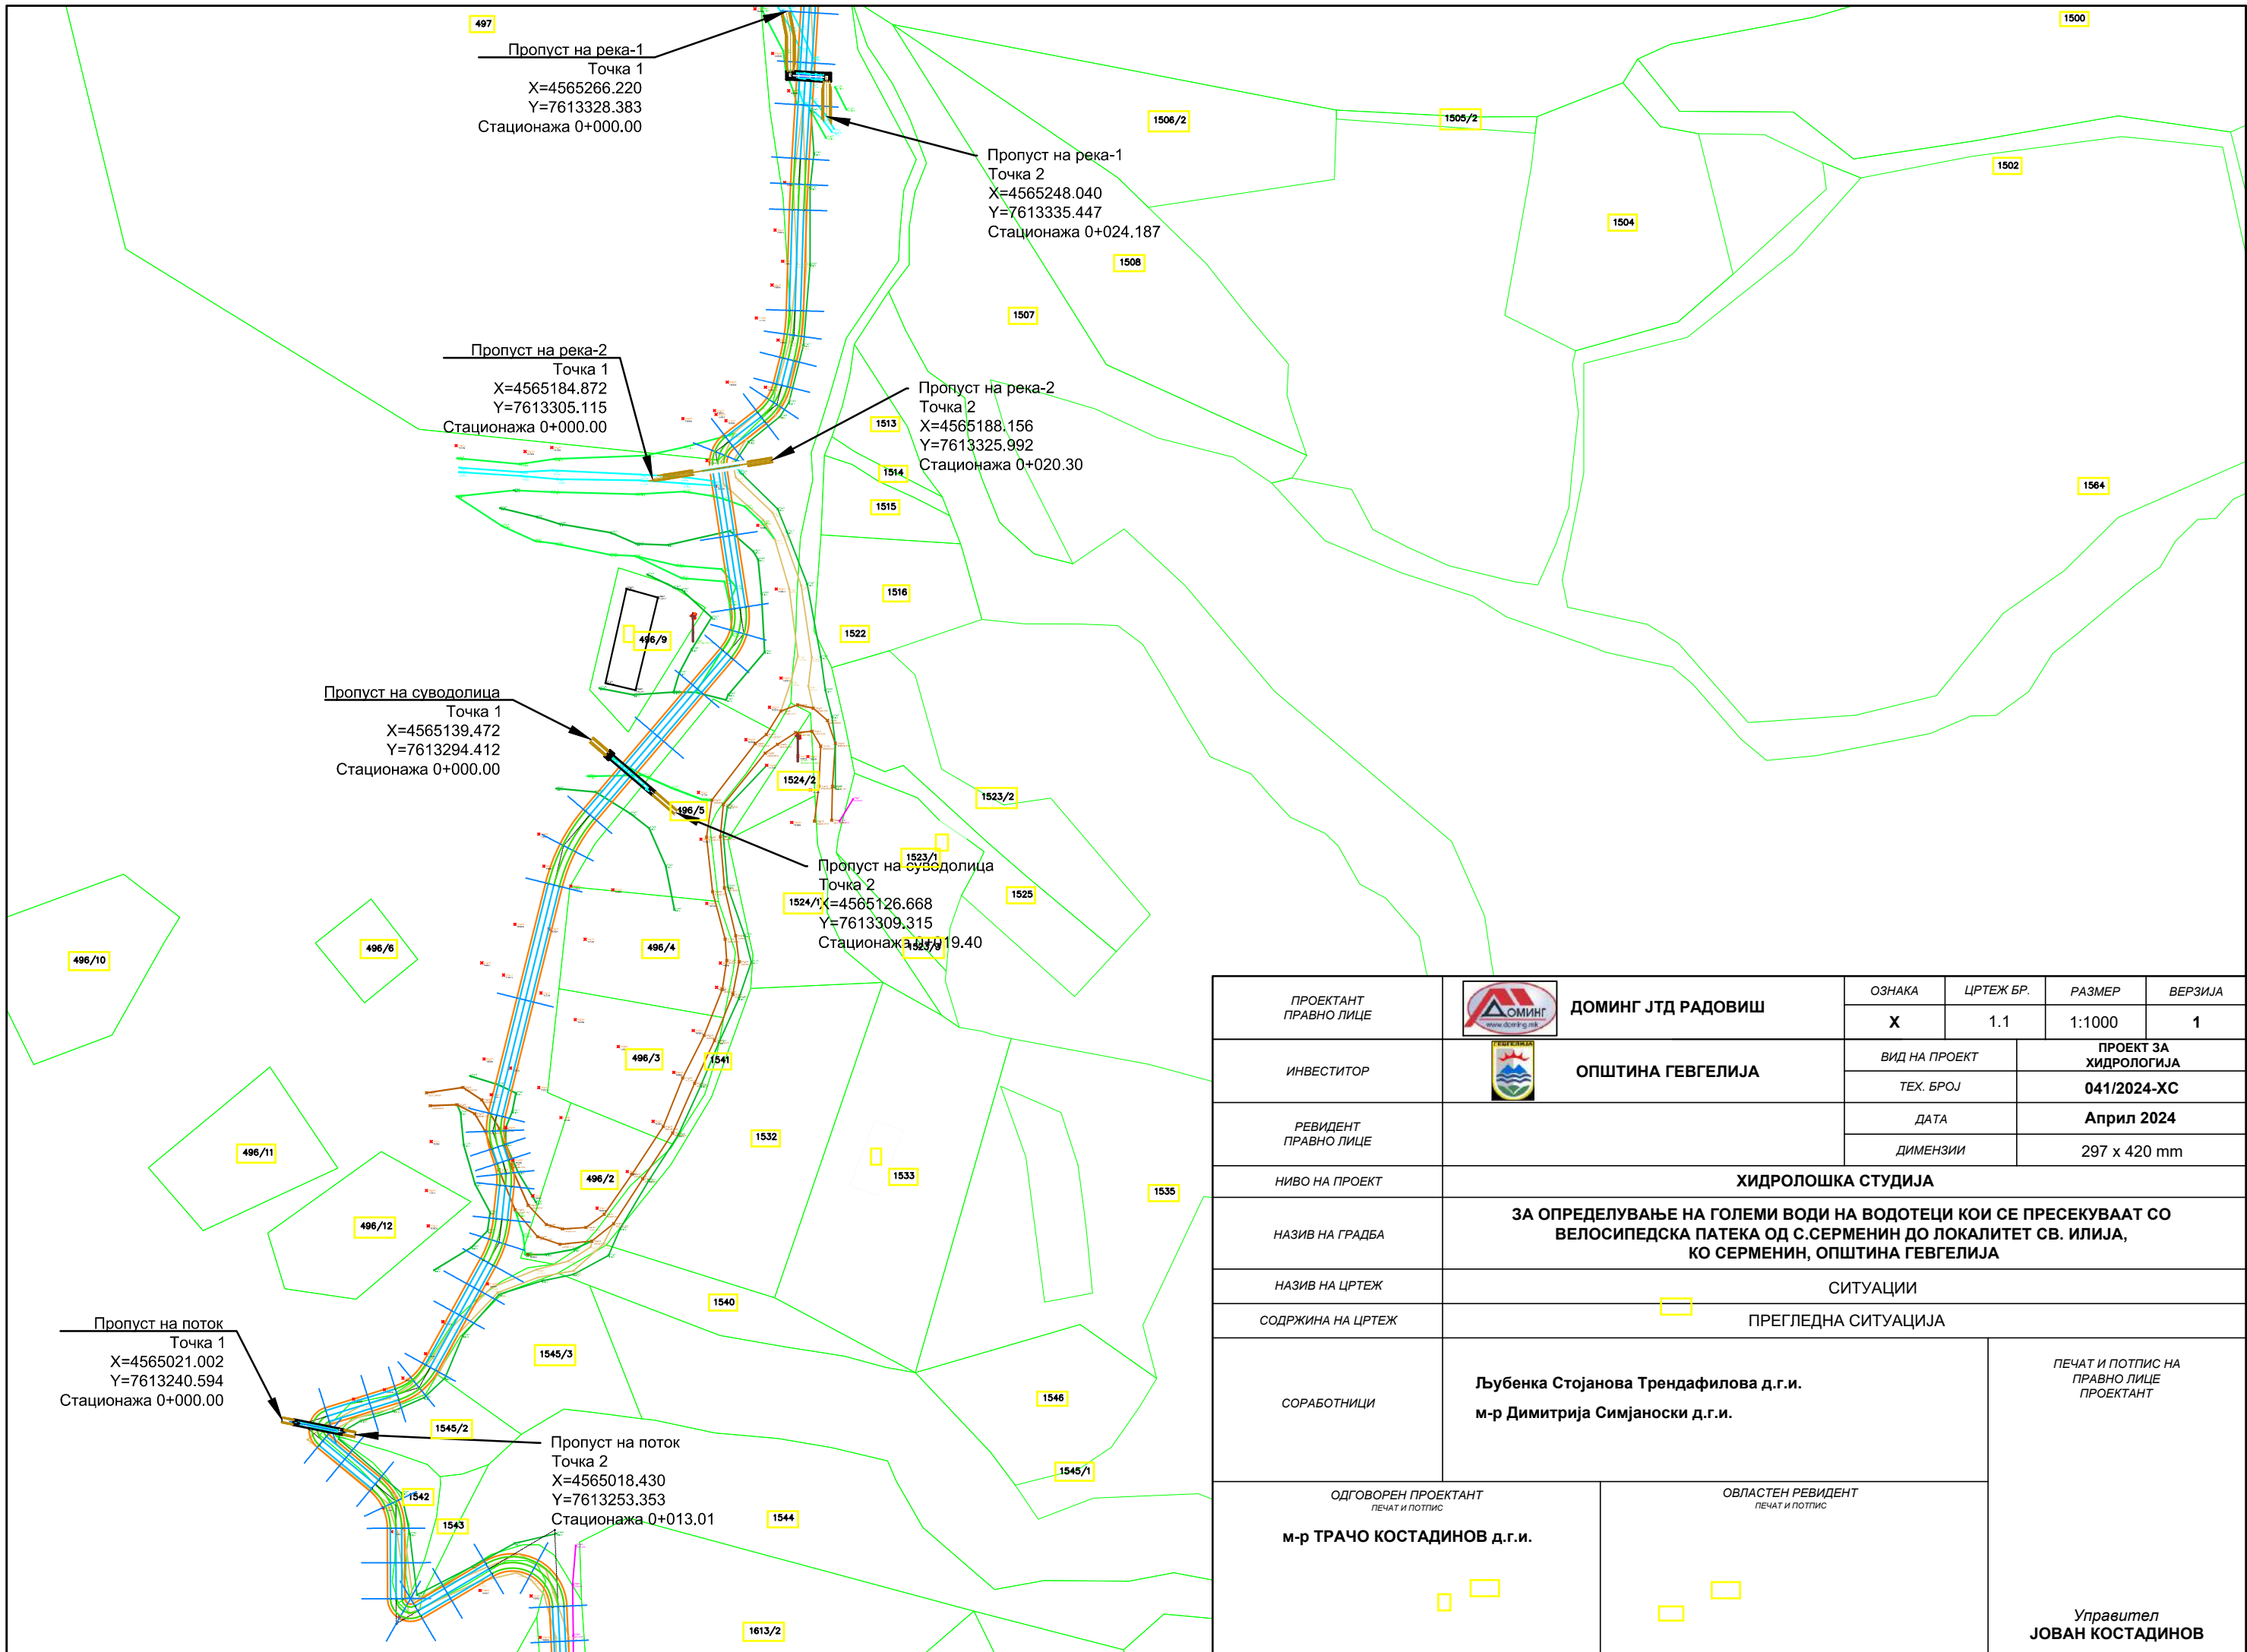 497
Пропуст на река-1
Точка 1
X=4565266.220
Y=7613328.383
Стационажа 0+000.00
1500
1506/2
1505/2
1502
Пропуст на река-1
Точка 2
X=4565248.040
Y=7613335.447
Стационажа 0+024.187
1504
1508
1507
Пропуст на река-2
Точка 1
X=4565184.872
Y=7613305.115
Стационажа 0+000.00
Пропуст на река-2
Точка 2
X=4565188.156
Y=7613325.992
Стационажа 0+020.30
1513
1514
1515
1564
1516
1522
496/9
Пропуст на суводолица
Точка 1
X=4565139.472
Y=7613294.412
Стационажа 0+000.00
1524/2
1523/2
496/5
1523/1
Пропуст на суводолица
Точка 2
X=4565126.668
Y=7613309.315
Стационажа 0+019.40
1524/1
1525
1523/3
496/4
496/6
496/10
496/3
1541
1532
496/11
496/2
1533
1535
496/12
1540
Пропуст на поток
Точка 1
X=4565021.002
Y=7613240.594
Стационажа 0+000.00
1545/3
1546
1545/2
Пропуст на поток
Точка 2
X=4565018.430
Y=7613253.353
Стационажа 0+013.01
1545/1
1542
1543
1544
1613/2
ПРОЕКТАНТ
ПРАВНО ЛИЦЕ
ДОМИНГ
www.doming.mk
ДОМИНГ ЈТД РАДОВИШ
ОЗНАКА
ЦРТЕЖ БР.
РАЗМЕР
ВЕРЗИЈА
X
1.1
1:1000
1
ИНВЕСТИТОР
ГЕВГЕЛИЈА
ОПШТИНА ГЕВГЕЛИЈА
ВИД НА ПРОЕКТ
ПРОЕКТ ЗА
ХИДРОЛОГИЈА
ТЕХ. БРОЈ
041/2024-ХС
РЕВИДЕНТ
ПРАВНО ЛИЦЕ
ДАТА
Април 2024
ДИМЕНЗИИ
297 x 420 mm
НИВО НА ПРОЕКТ
ХИДРОЛОШКА СТУДИЈА
НАЗИВ НА ГРАДБА
ЗА ОПРЕДЕЛУВАЊЕ НА ГОЛЕМИ ВОДИ НА ВОДОТЕЦИ КОИ СЕ ПРЕСЕКУВААТ СО
ВЕЛОСИПЕДСКА ПАТЕКА ОД С.СЕРМЕНИН ДО ЛОКАЛИТЕТ СВ. ИЛИЈА,
КО СЕРМЕНИН, ОПШТИНА ГЕВГЕЛИЈА
НАЗИВ НА ЦРТЕЖ
СИТУАЦИИ
СОДРЖИНА НА ЦРТЕЖ
ПРЕГЛЕДНА СИТУАЦИЈА
СОРАБОТНИЦИ
Љубенка Стојанова Трендафилова д.г.и.
м-р Димитрија Симјаноски д.г.и.
ПЕЧАТ И ПОТПИС НА
ПРАВНО ЛИЦЕ
ПРОЕКТАНТ
ОДГОВОРЕН ПРОЕКТАНТ
ПЕЧАТ И ПОТПИС
м-р ТРАЧО КОСТАДИНОВ д.г.и.
ОВЛАСТЕН РЕВИДЕНТ
ПЕЧАТ И ПОТПИС
Управител
ЈОВАН КОСТАДИНОВ